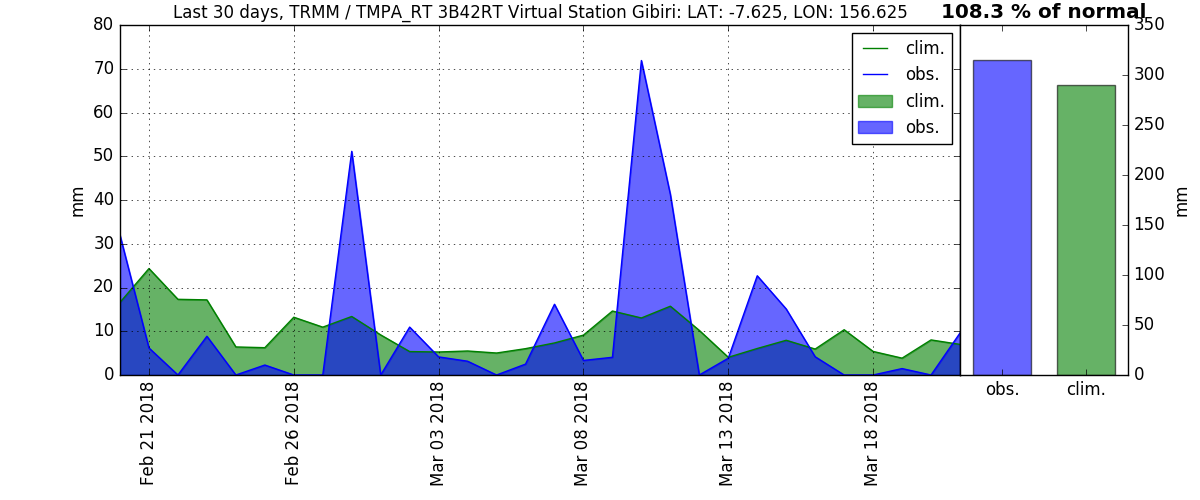 Last 30 days, TRMM / TMPA_RT 3B42RT Virtual Station Gibiri: LAT: -7.625, LON: 156.625
108.3 % of normal
80
70
60
50
40
30
20
10
0
mm
clim.
obs.
clim.
obs.
Feb 21 2018
Feb 26 2018
Mar 03 2018
Mar 08 2018
Mar 13 2018
Mar 18 2018
350
300
250
200
150
100
50
0
mm
obs.
clim.